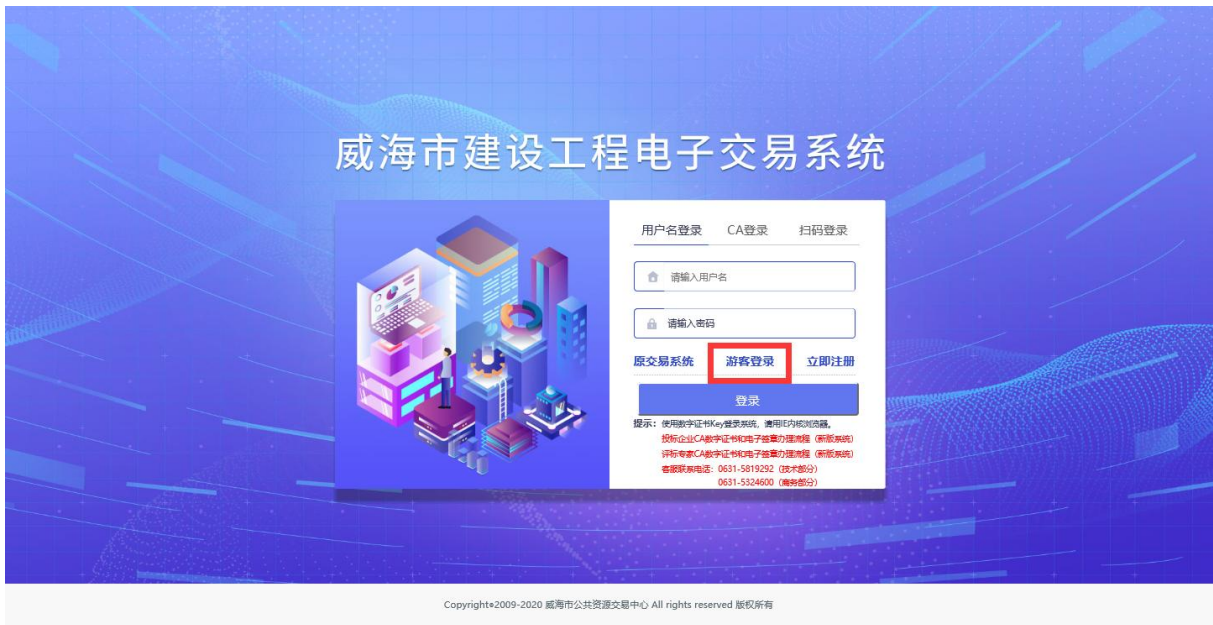 威海市建设工程电子交易系统
用户名登录 CA登录 扫码登录
请输入用户名
请输入密码
原交易系统 游客登录 立即注册
登录
提示：使用数字证书Key登录系统，请用IE内核浏览器。
投标企业CA数字证书和电子签章办理流程（新版系统）
评标专家CA数字证书和电子签章办理流程（新版系统）
客服联系电话：0631-5819292（技术部分）
0631-5324600（商务部分）
Copyright©2009-2020 威海市公共资源交易中心 All rights reserved 版权所有